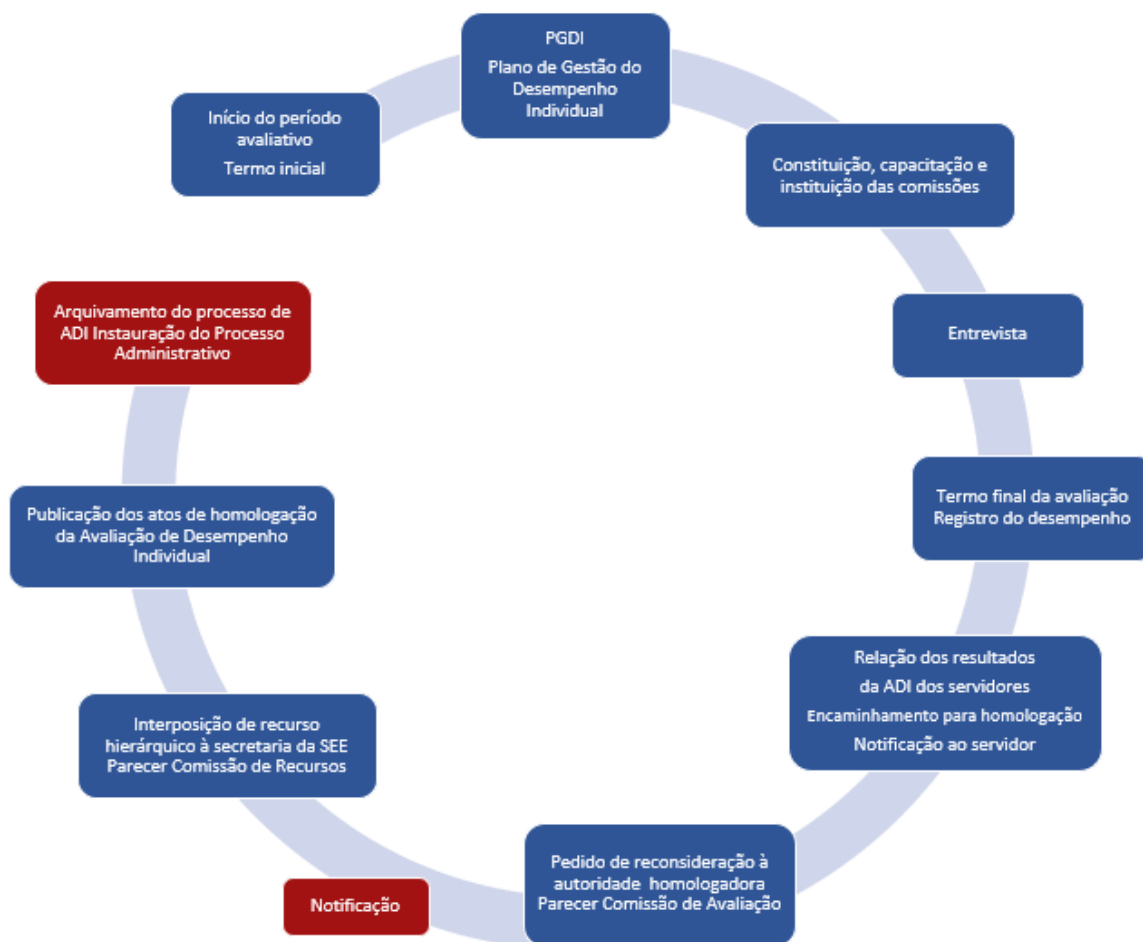 PGDI
Plano de Gestão do
Desempenho
Individual
Início do período
avaliativo
Termo inicial
Constituição, capacitação e
instituição das comissões
Entrevista
Termo final da avaliação
Registro do desempenho
Relação dos resultados
da ADI dos servidores
Encaminhamento para homologação
Notificação ao servidor
Pedido de reconsideração à
autoridade homologadora
Parecer Comissão de Avaliação
Notificação
Interposição de recurso
hierárquico à secretaria da SEE
Parecer Comissão de Recursos
Publicação dos atos de homologação
da Avaliação de Desempenho
Individual
Arquivamento do processo de
ADI Instauração do Processo
Administrativo